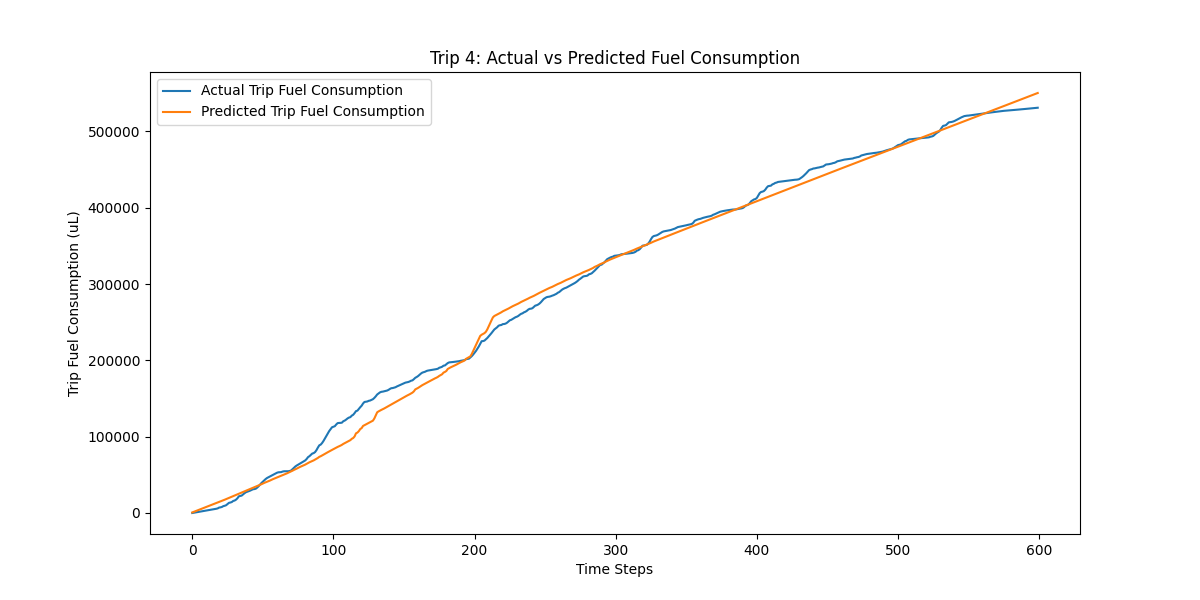 Trip 4: Actual vs Predicted Fuel Consumption
Actual Trip Fuel Consumption
Predicted Trip Fuel Consumption
Trip Fuel Consumption (uL)
500000
400000
300000
200000
100000
0
0 100 200 300 400 500 600
Time Steps